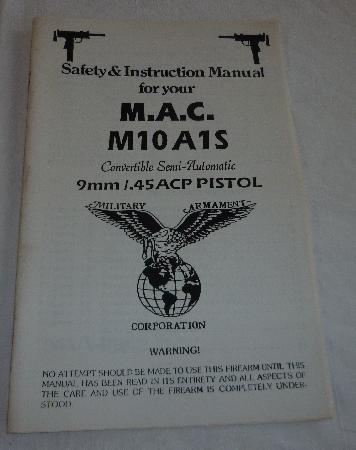 Safety & Instruction Manual
for your
M.A.C.
M10A1S
Convertible Semi-Automatic
9mm /.45ACP PISTOL
MILITARY ARMAMENT
CORPORATION
WARNING!
NO ATTEMPT SHOULD BE MADE TO USE THIS FIREARM UNTIL THIS
MANUAL HAS BEEN READ IN ITS ENTIRETY AND ALL ASPECTS OF
THE CARE AND USE OF THE FIREARM IS COMPLETELY UNDER-
STOOD.